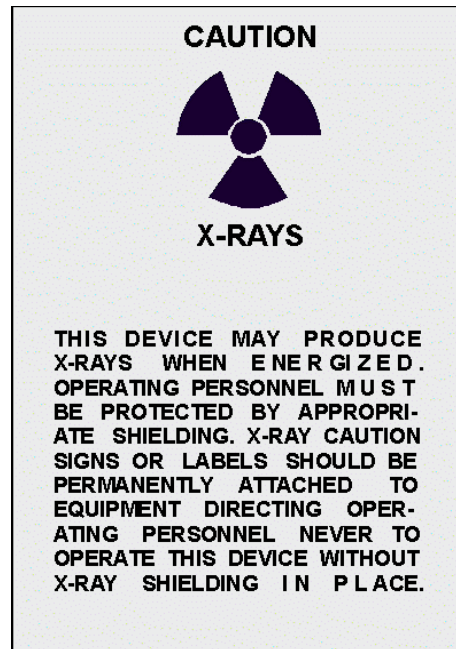 CAUTION
X-RAYS
THIS DEVICE MAY PRODUCE
X-RAYS WHEN ENERGIZED.
OPERATING PERSONNEL MUST
BE PROTECTED BY APPROPRI-
ATE SHIELDING. X-RAY CAUTION
SIGNS OR LABELS SHOULD BE
PERMANENTLY ATTACHED TO
EQUIPMENT DIRECTING OPER-
ATING PERSONNEL NEVER TO
OPERATE THIS DEVICE WITHOUT
X-RAY SHIELDING IN PLACE.